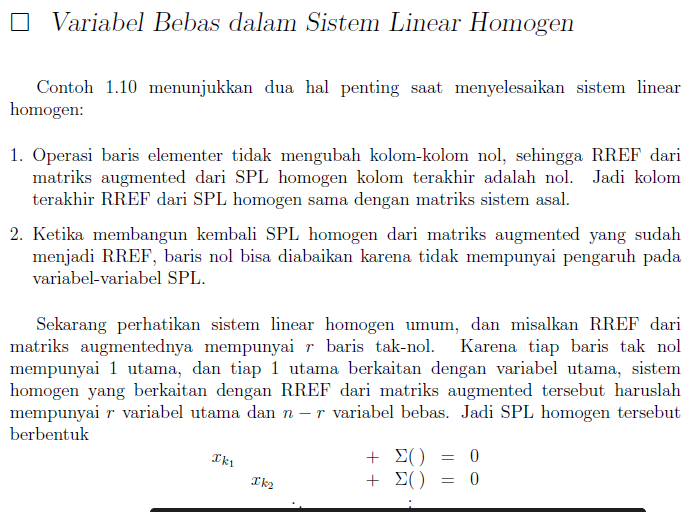 □ Variabel Bebas dalam Sistem Linear Homogen
Contoh 1.10 menunjukkan dua hal penting saat menyelesaikan sistem linear
homogen:
1. Operasi baris elementer tidak mengubah kolom-kolom nol, sehingga RREF dari
matriks augmented dari SPL homogen kolom terakhir adalah nol. Jadi kolom
terakhir RREF dari SPL homogen sama dengan matriks sistem asal.
2. Ketika membangun kembali SPL homogen dari matriks augmented yang sudah
menjadi RREF, baris nol bisa diabaikan karena tidak mempunyai pengaruh pada
variabel-variabel SPL.
Sekarang perhatikan sistem linear homogen umum, dan misalkan RREF dari
matriks augmentednya mempunyai r baris tak-nol. Karena tiap baris tak nol
mempunyai 1 utama, dan tiap 1 utama berkaitan dengan variabel utama, sistem
homogen yang berkaitan dengan RREF dari matriks augmented tersebut haruslah
mempunyai r variabel utama dan n − r variabel bebas. Jadi SPL homogen tersebut
berbentuk
x_{k_1} + Σ( ) = 0
x_{k_2} + Σ( ) = 0
⋱ ⋮